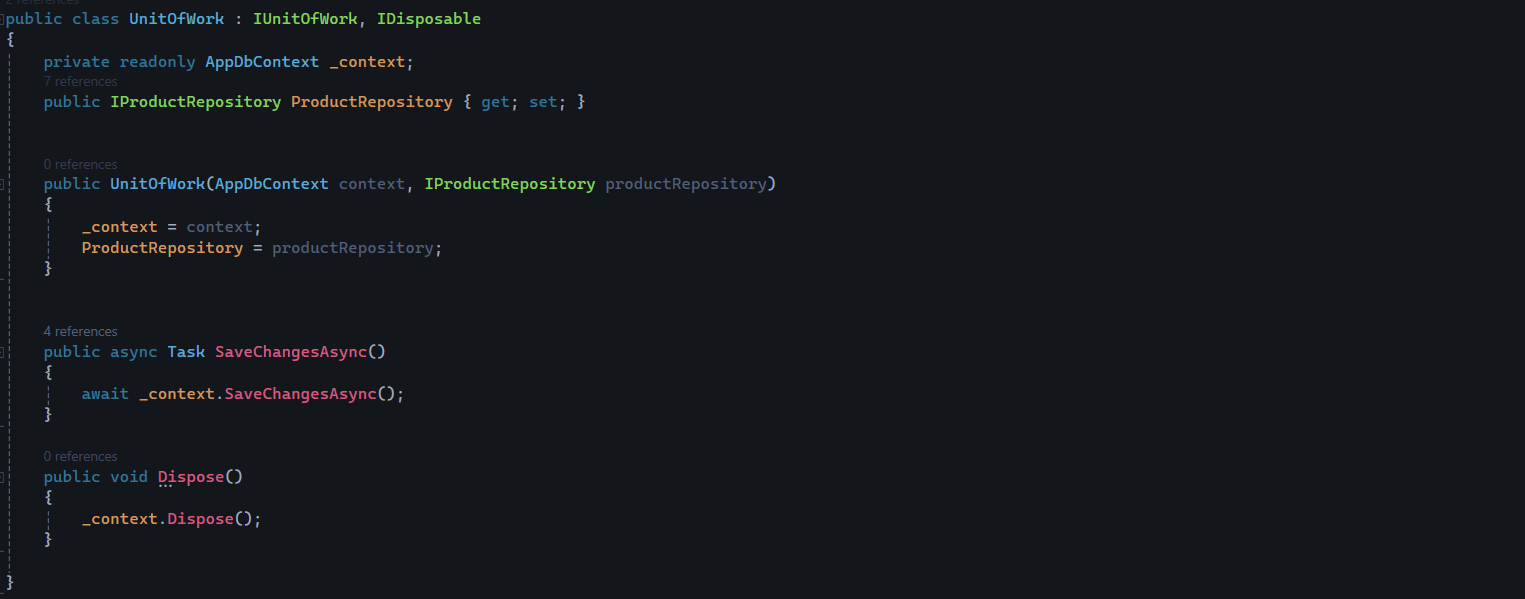 2 references
public class UnitOfWork : IUnitOfWork, IDisposable
{
private readonly AppDbContext _context;
7 references
public IProductRepository ProductRepository { get; set; }
0 references
public UnitOfWork(AppDbContext context, IProductRepository productRepository)
{
_context = context;
ProductRepository = productRepository;
}
4 references
public async Task SaveChangesAsync()
{
await _context.SaveChangesAsync();
}
0 references
public void Dispose()
{
_context.Dispose();
}
}